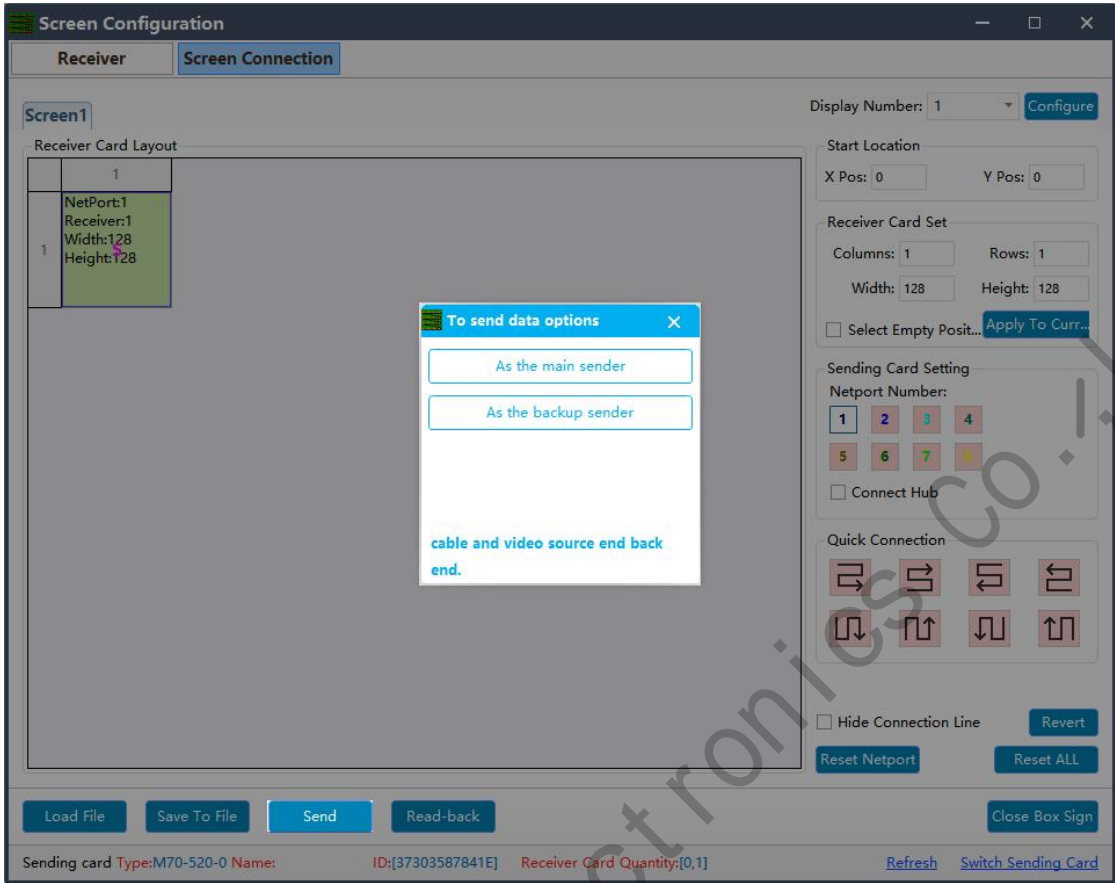 Screen Configuration
Receiver Screen Connection
Screen1
Display Number: 1 Configure
Receiver Card Layout
1
1
NetPort:1
Receiver:1
Width:128
Height:128
S
Start Location
X Pos: 0 Y Pos: 0
Receiver Card Set
Columns: 1 Rows: 1
Width: 128 Height: 128
Select Empty Posit... Apply To Curr...
To send data options
As the main sender
As the backup sender
cable and video source end back
end.
Sending Card Setting
Netport Number:
1 2 3 4
5 6 7 8
Connect Hub
Quick Connection
Hide Connection Line Revert
Reset Netport Reset ALL
Load File Save To File Send Read-back Close Box Sign
Sending card Type:M70-520-0 Name: ID:[37303587841E] Receiver Card Quantity:[0,1] Refresh Switch Sending Card
ctronics Co.,L